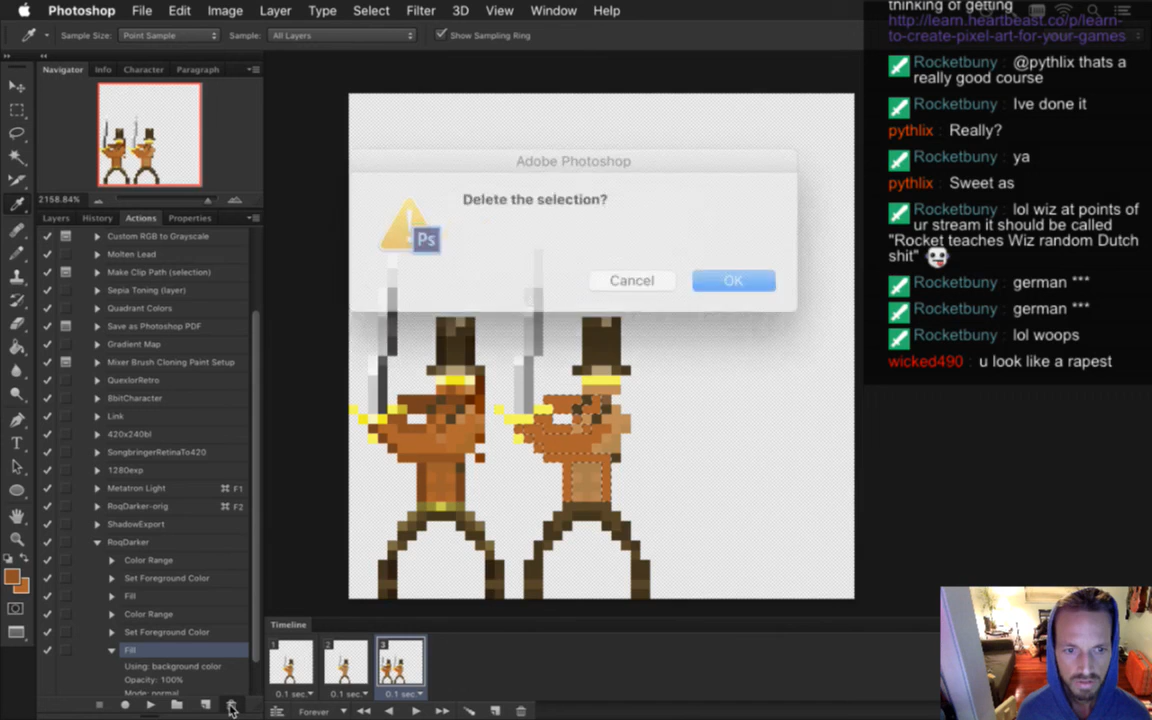 Photoshop File Edit Image Layer Type Select Filter 3D View Window Help
Sample Size: Point Sample Sample: All Layers Show Sampling Ring
Navigator Info Character Paragraph
2158.84%
Layers History Actions Properties
Custom RGB to Grayscale
Molten Lead
Make Clip Path (selection)
Sepia Toning (layer)
Quadrant Colors
Save as Photoshop PDF
Gradient Map
Mixer Brush Cloning Paint Setup
QuexlorRetro
8bitCharacter
Link
420x240bl
SongbringerRetinaTo420
1280exp
Metatron Light ⌘ F1
RoqDarker-orig ⌘ F2
ShadowExport
RoqDarker
Color Range
Set Foreground Color
Fill
Color Range
Set Foreground Color
Fill
Using: background color
Opacity: 100%
Mode: normal
Adobe Photoshop
Delete the selection?
Ps
Cancel OK
Timeline
1 2 3
0.1 sec. 0.1 sec. 0.1 sec.
Forever
thinking of getting
http://learn.heartbeast.co/p/learn-
to-create-pixel-art-for-your-games
Rocketbuny : @pythlix thats a
really good course
Rocketbuny : Ive done it
pythlix : Really?
Rocketbuny : ya
pythlix : Sweet as
Rocketbuny : lol wiz at points of
ur stream it should be called
"Rocket teaches Wiz random Dutch
shit"
Rocketbuny : german ***
Rocketbuny : german ***
Rocketbuny : lol woops
wicked490 : u look like a rapest